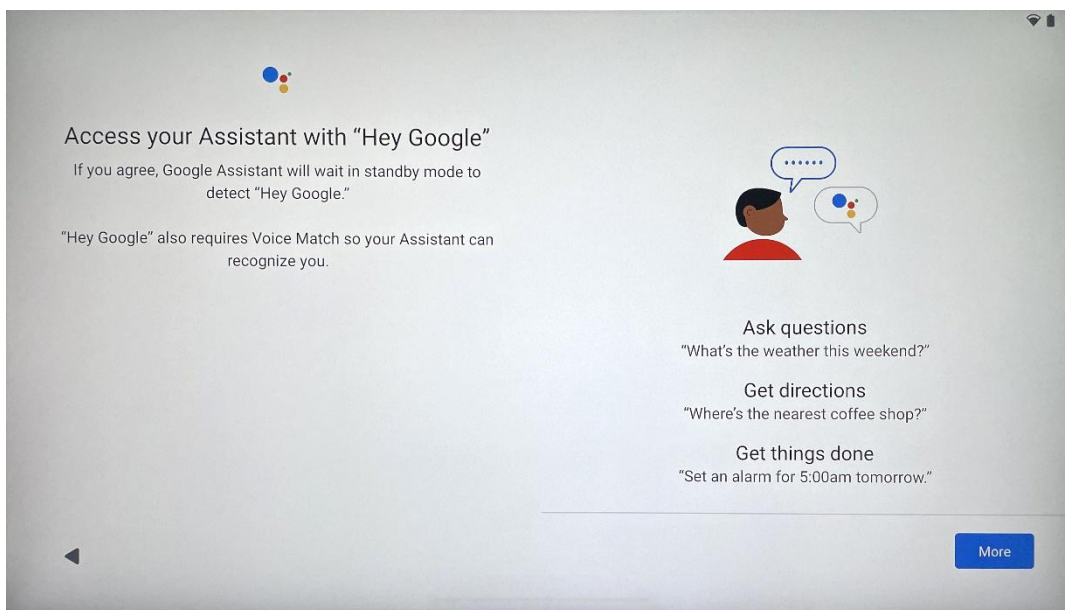 Access your Assistant with “Hey Google”
If you agree, Google Assistant will wait in standby mode to
detect “Hey Google.”
“Hey Google” also requires Voice Match so your Assistant can
recognize you.
Ask questions
“What’s the weather this weekend?”
Get directions
“Where’s the nearest coffee shop?”
Get things done
“Set an alarm for 5:00am tomorrow.”
More